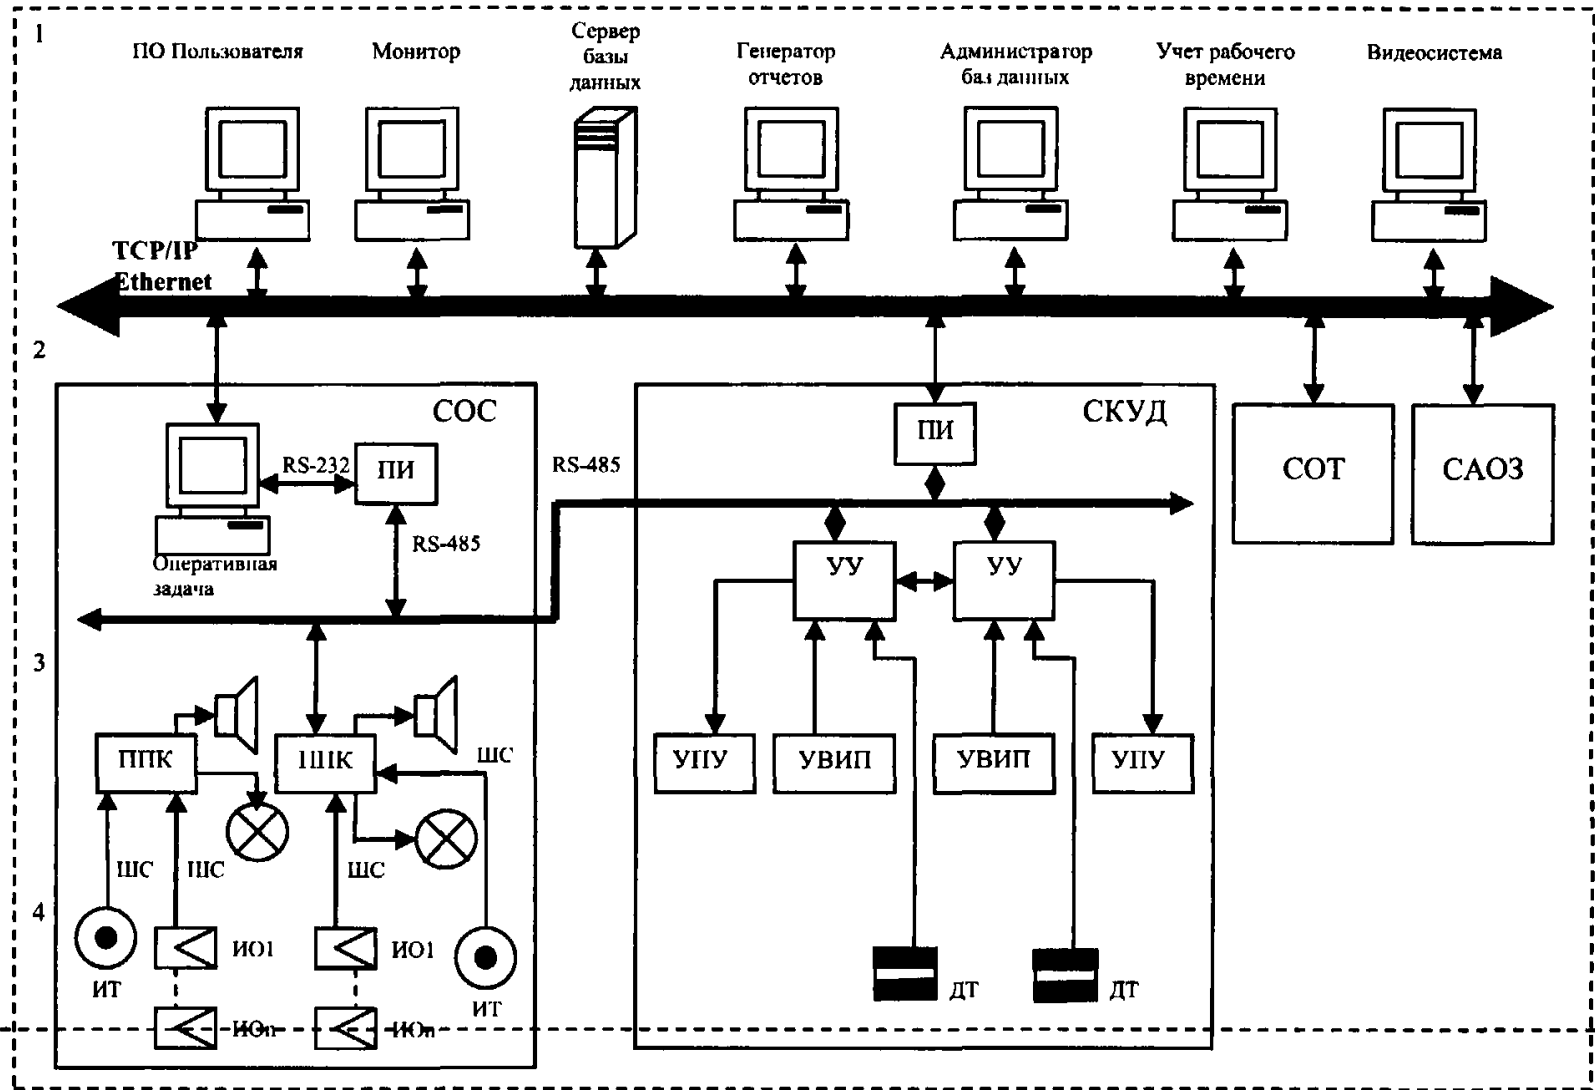 1
ПО Пользователя
Монитор
Сервер
базы
данных
Генератор
отчетов
Администратор
баз данных
Учет рабочего
времени
Видеосистема
TCP/IP
Ethernet
2
СОС
RS-232
ПИ
RS-485
Оперативная
задача
RS-485
СКУД
ПИ
СОТ
САОЗ
УУ
УУ
3
ППК
ППК
ШС
УПУ
УВИП
УВИП
УПУ
ШС
ШС
ШС
4
ИТ
ИО1
ИО1
ИТ
ИОn
ИОn
ДТ
ДТ